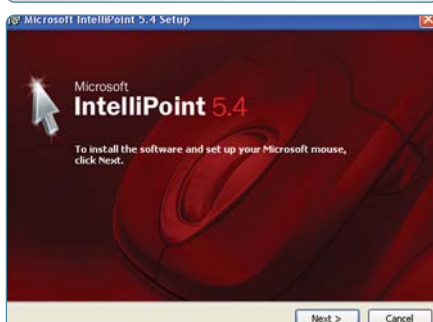 Microsoft IntelliPoint 5.4 Setup
Microsoft
IntelliPoint 5.4
To install the software and set up your Microsoft mouse,
click Next.
Next > Cancel